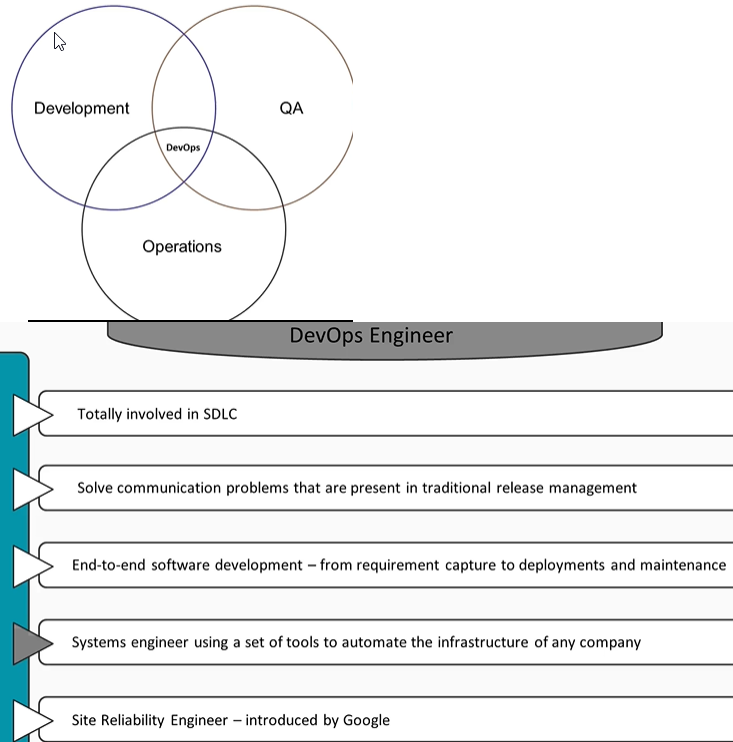 Development
QA
DevOps
Operations
DevOps Engineer
Totally involved in SDLC
Solve communication problems that are present in traditional release management
End-to-end software development – from requirement capture to deployments and maintenance
Systems engineer using a set of tools to automate the infrastructure of any company
Site Reliability Engineer – introduced by Google